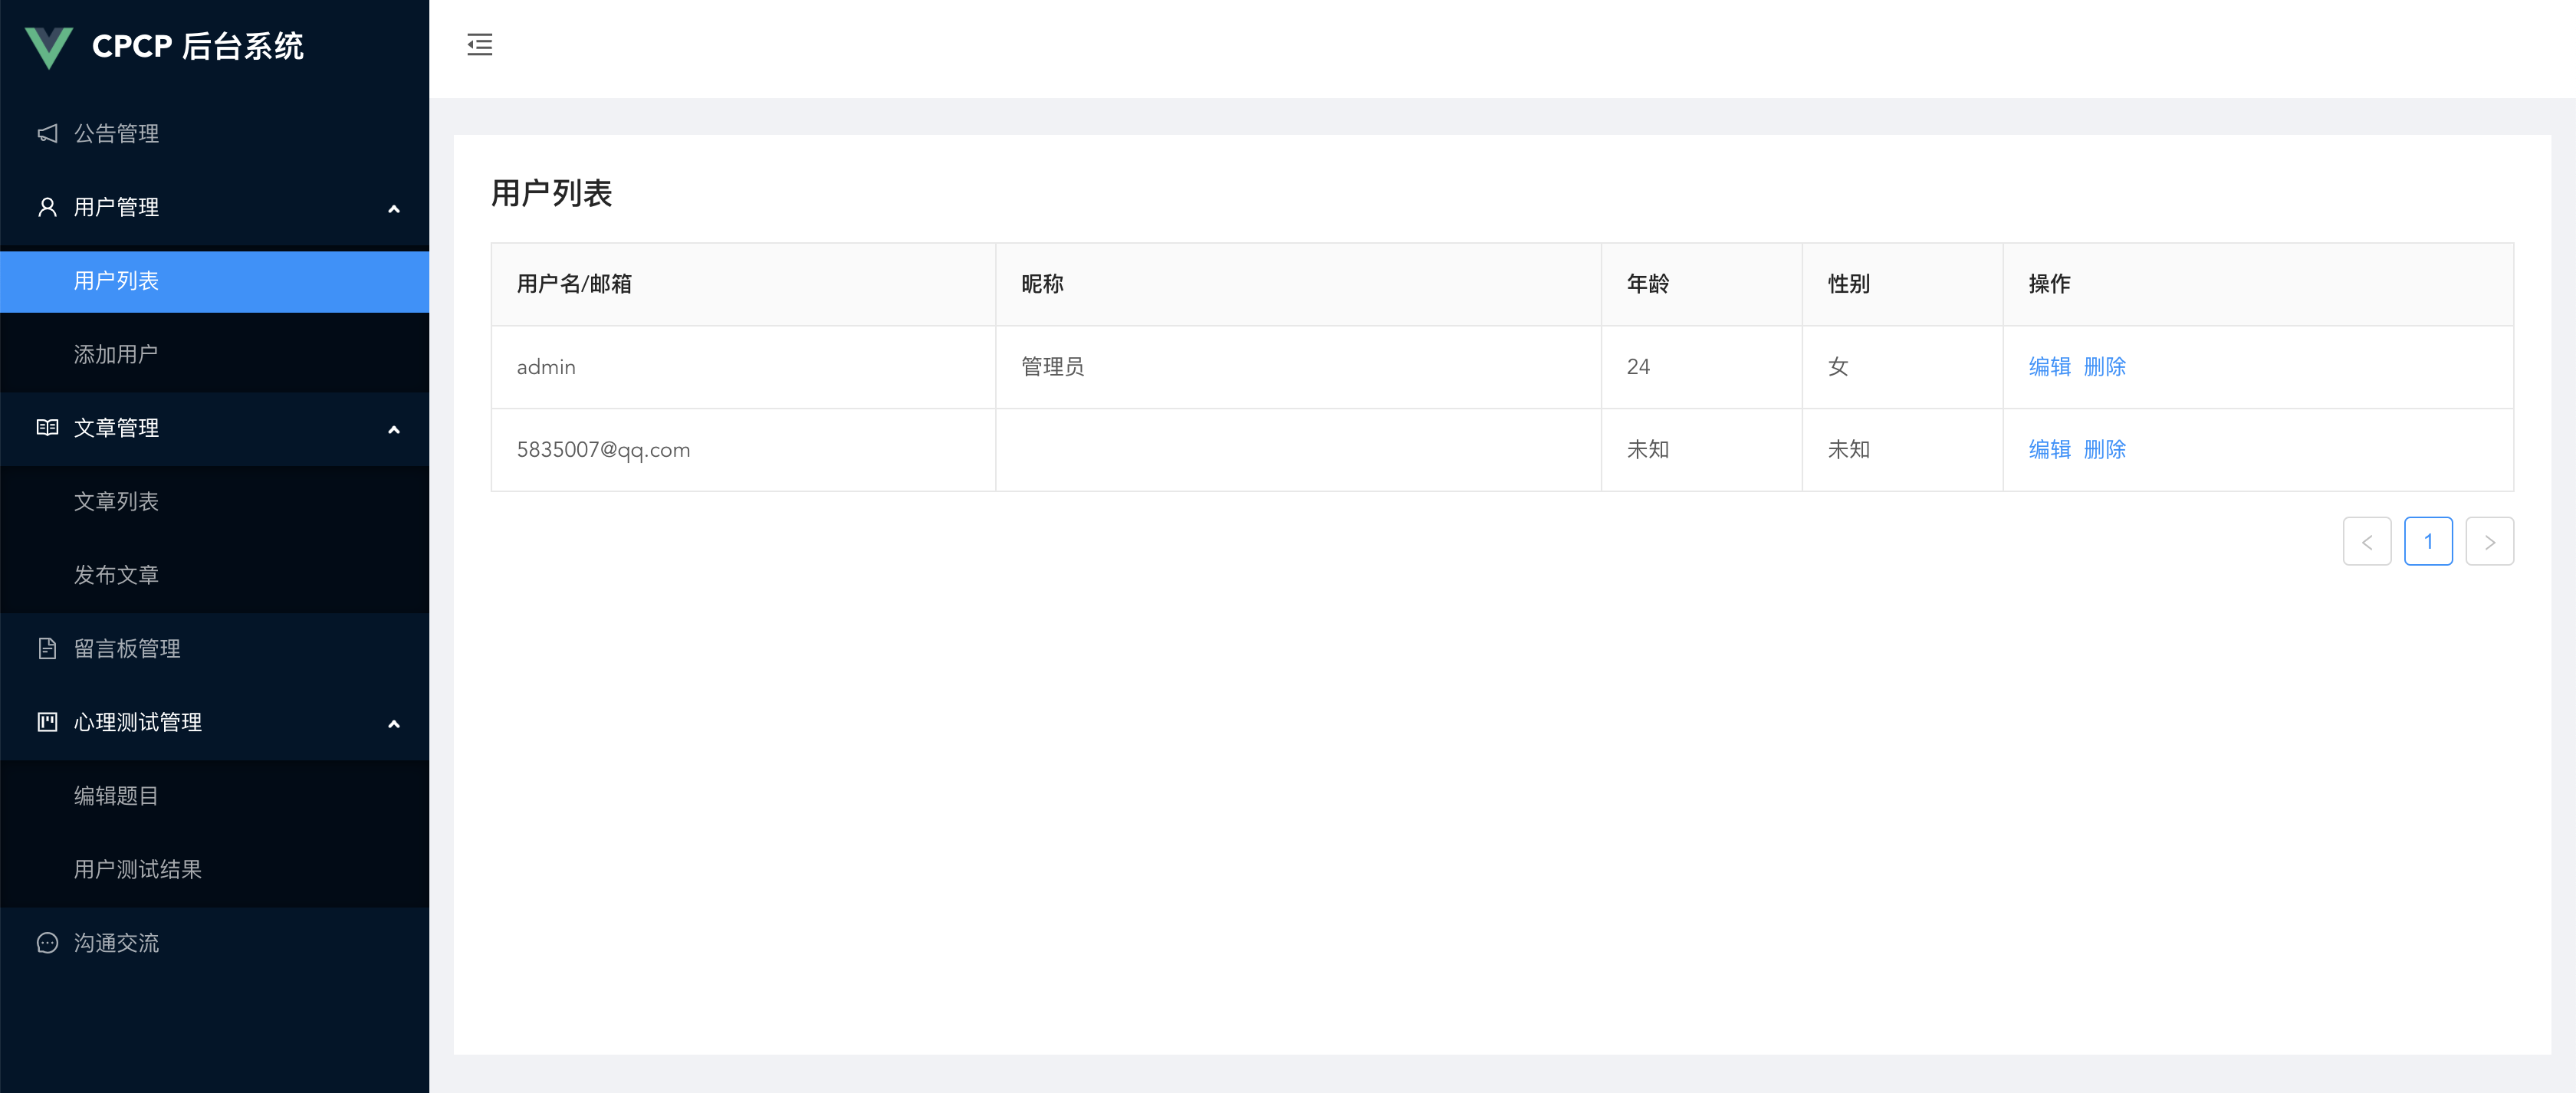 CPCP 后台系统
公告管理
用户管理
用户列表
添加用户
文章管理
文章列表
发布文章
留言板管理
心理测试管理
编辑题目
用户测试结果
沟通交流
用户列表
用户名/邮箱 昵称 年龄 性别 操作
admin 管理员 24 女 编辑 删除
5835007@qq.com 未知 未知 编辑 删除
1